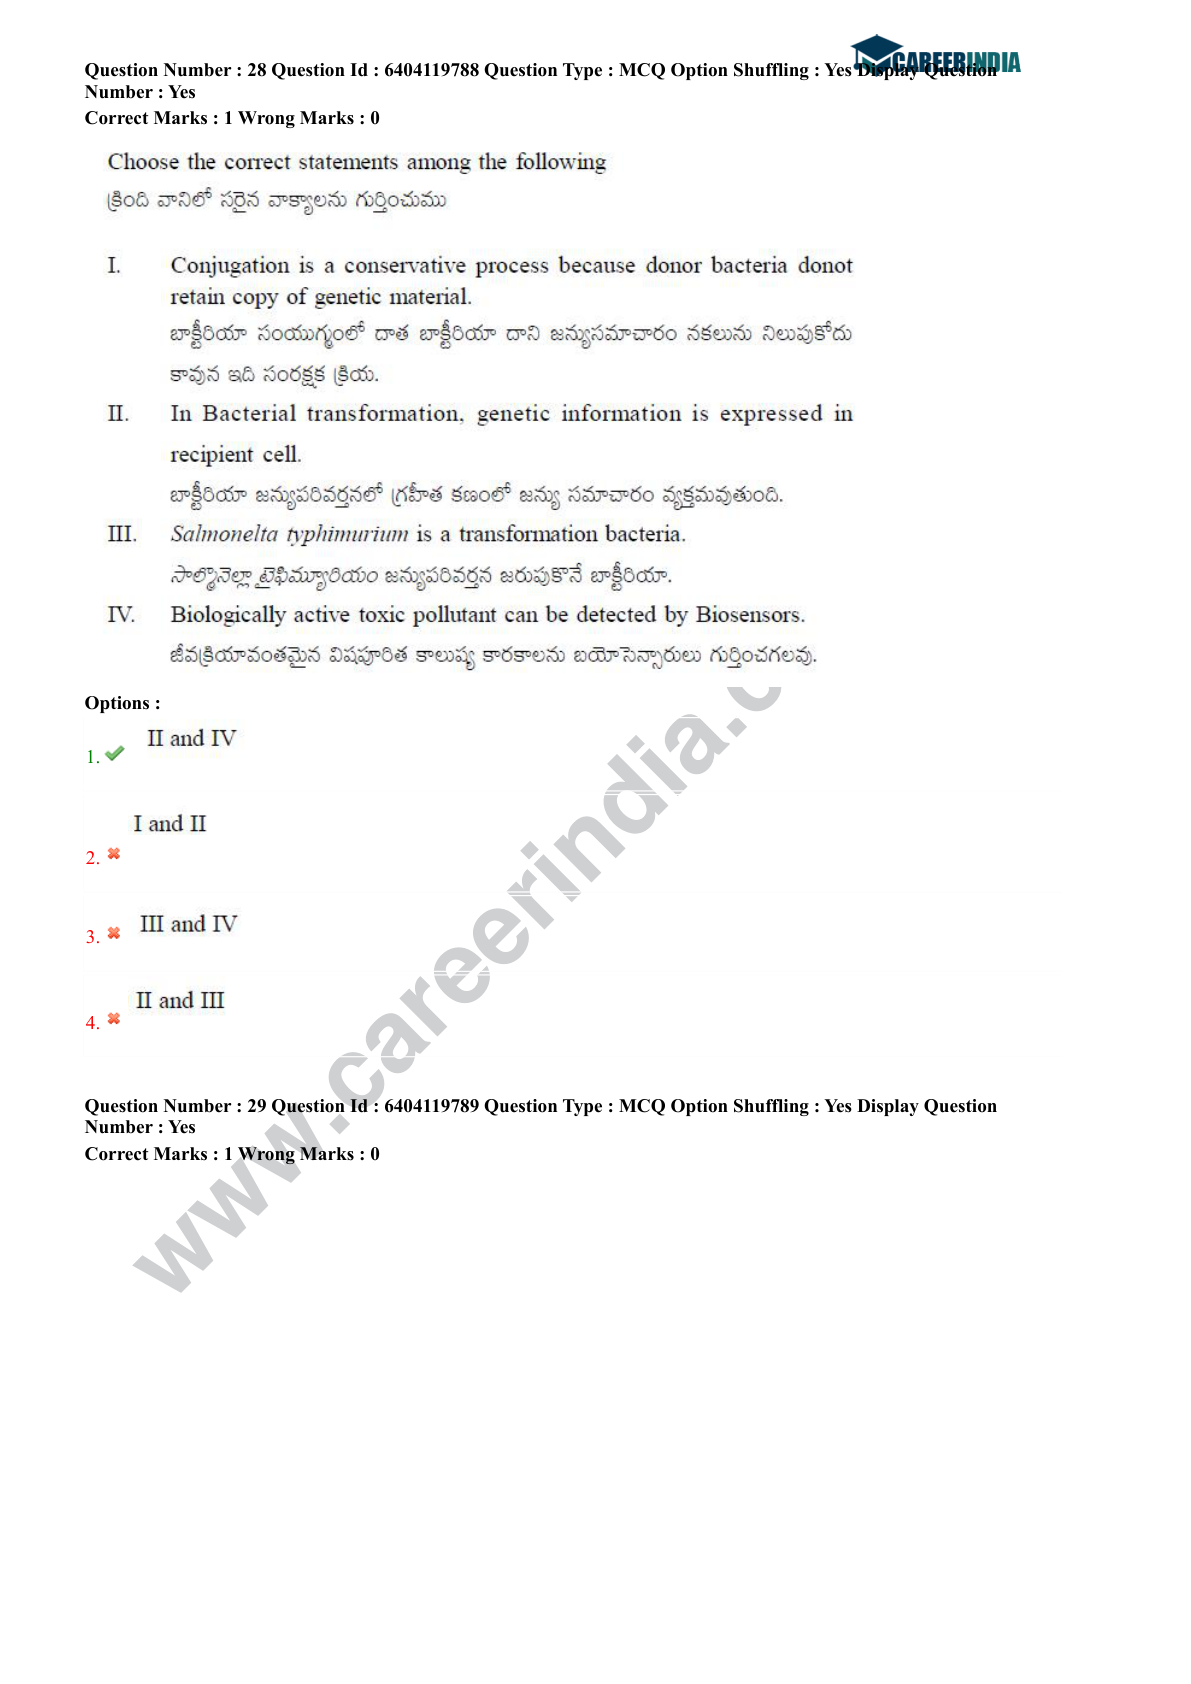 CAREERINDIA
Question Number : 28 Question Id : 6404119788 Question Type : MCQ Option Shuffling : Yes Display Question
Number : Yes
Correct Marks : 1 Wrong Marks : 0
Choose the correct statements among the following
క్రింది వానిలో సరైన వాక్యాలను గుర్తించుము
I. Conjugation is a conservative process because donor bacteria donot
retain copy of genetic material.
బాక్టీరియా సంయుగ్మంలో దాత బాక్టీరియా దాని జన్యుసమాచారం నకలును నిలుపుకోదు
కావున ఇది సంరక్షక క్రియ.
II. In Bacterial transformation, genetic information is expressed in
recipient cell.
బాక్టీరియా జన్యుపరివర్తనలో గ్రహీత కణంలో జన్యు సమాచారం వ్యక్తమవుతుంది.
III. Salmonelta typhimurium is a transformation bacteria.
సాల్మొనెల్లా టైఫిమ్యూరియం జన్యుపరివర్తన జరుపుకొనే బాక్టీరియా.
IV. Biologically active toxic pollutant can be detected by Biosensors.
జీవక్రియావంతమైన విషపూరిత కాలుష్య కారకాలను బయోసెన్సారులు గుర్తించగలవు.
Options :
1. II and IV
2. I and II
3. III and IV
4. II and III
Question Number : 29 Question Id : 6404119789 Question Type : MCQ Option Shuffling : Yes Display Question
Number : Yes
Correct Marks : 1 Wrong Marks : 0
www.careerindia.c